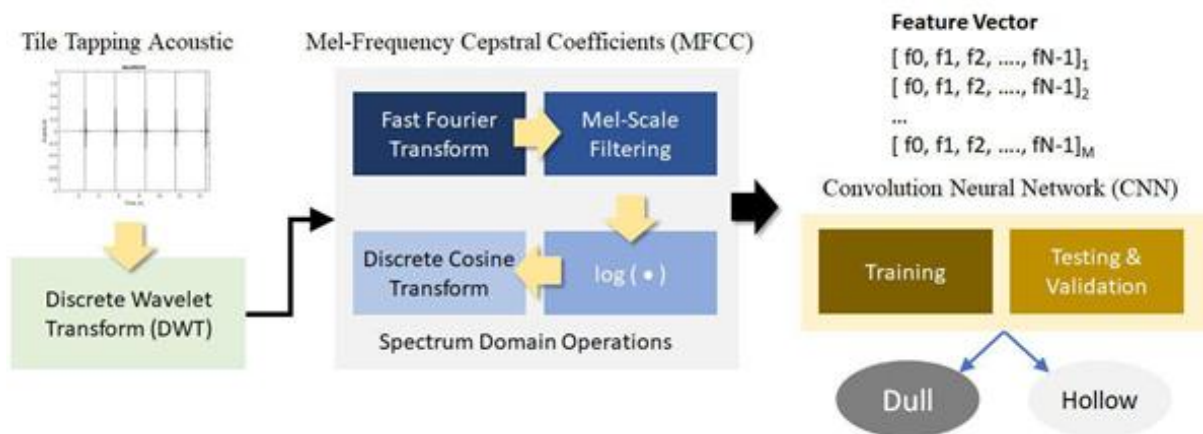 Tile Tapping Acoustic
Discrete Wavelet
Transform (DWT)
Mel-Frequency Cepstral Coefficients (MFCC)
Fast Fourier
Transform
Mel-Scale
Filtering
log ( • )
Discrete Cosine
Transform
Spectrum Domain Operations
Feature Vector
[ f0, f1, f2, ...., fN-1]1
[ f0, f1, f2, ...., fN-1]2
...
[ f0, f1, f2, ...., fN-1]M
Convolution Neural Network (CNN)
Training
Testing &
Validation
Dull
Hollow